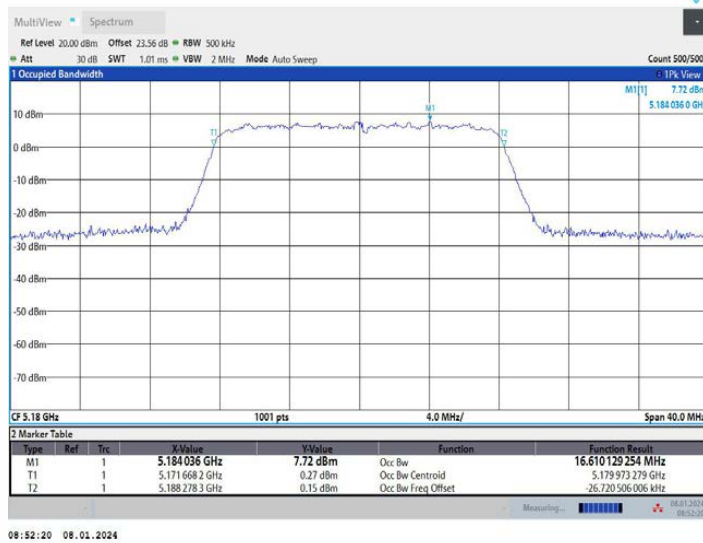 MultiView Spectrum
Ref Level 20.00 dBm Offset 23.56 dB RBW 500 kHz
Att 30 dB SWT 1.01 ms VBW 2 MHz Mode Auto Sweep Count 500/500
1 Occupied Bandwidth 1Pk View
M1[1] 7.72 dBm
5.184 036 0 GHz
M1
T1 T2
10 dBm
0 dBm
-10 dBm
-20 dBm
-30 dBm
-40 dBm
-50 dBm
-60 dBm
-70 dBm
CF 5.18 GHz 1001 pts 4.0 MHz/ Span 40.0 MHz
2 Marker Table
Type Ref Trc X-Value Y-Value Function Function Result
M1 1 5.184 036 GHz 7.72 dBm Occ Bw 16.610 129 254 MHz
T1 1 5.171 668 2 GHz 0.27 dBm Occ Bw Centroid 5.179 973 279 GHz
T2 1 5.188 278 3 GHz 0.15 dBm Occ Bw Freq Offset -26.720 506 006 kHz
Measuring... 08.01.2024
08:52:20
08:52:20 08.01.2024